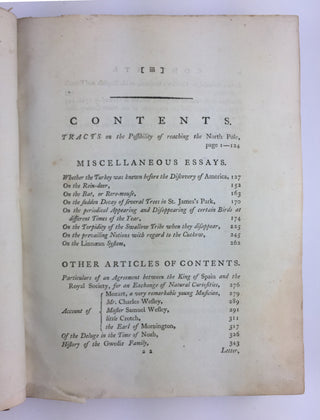 [ iii ]
CONTENTS.
TRACTS on the Possibility of reaching the North Pole,
page 1—124
MISCELLANEOUS ESSAYS.
Whether the Turkey was known before the Discovery of America, 127
On the Rein-deer, 152
On the Bat, or Rere-mouse, 163
On the sudden Decay of several Trees in St. James's Park, 170
On the periodical Appearing and Disappearing of certain Birds at
different Times of the Year, 174
On the Torpidity of the Swallow Tribe when they disappear, 225
On the prevailing Notions with regard to the Cuckow, 245
On the Linnæan System, 262
OTHER ARTICLES OF CONTENTS.
Particulars of an Agreement between the King of Spain and the
Royal Society, for an Exchange of Natural Curiosities, 276
Mozart, a very remarkable young Musician, 279
Mr. Charles Wesley, 289
Account of Master Samuel Wesley, 291
little Crotch, 311
the Earl of Mornington, 317
Of the Deluge in the Time of Noah, 326
History of the Gwedir Family, 343
a 2 Letter,